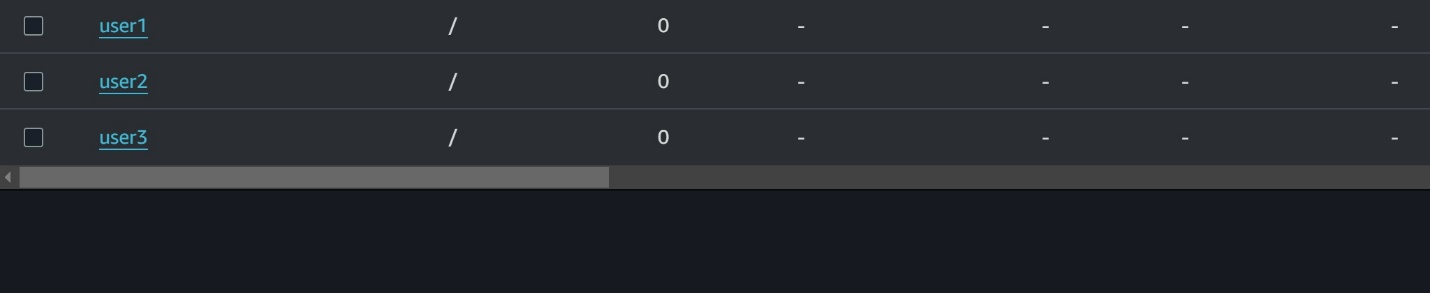 user1 / 0 - - - -
user2 / 0 - - - -
user3 / 0 - - - -